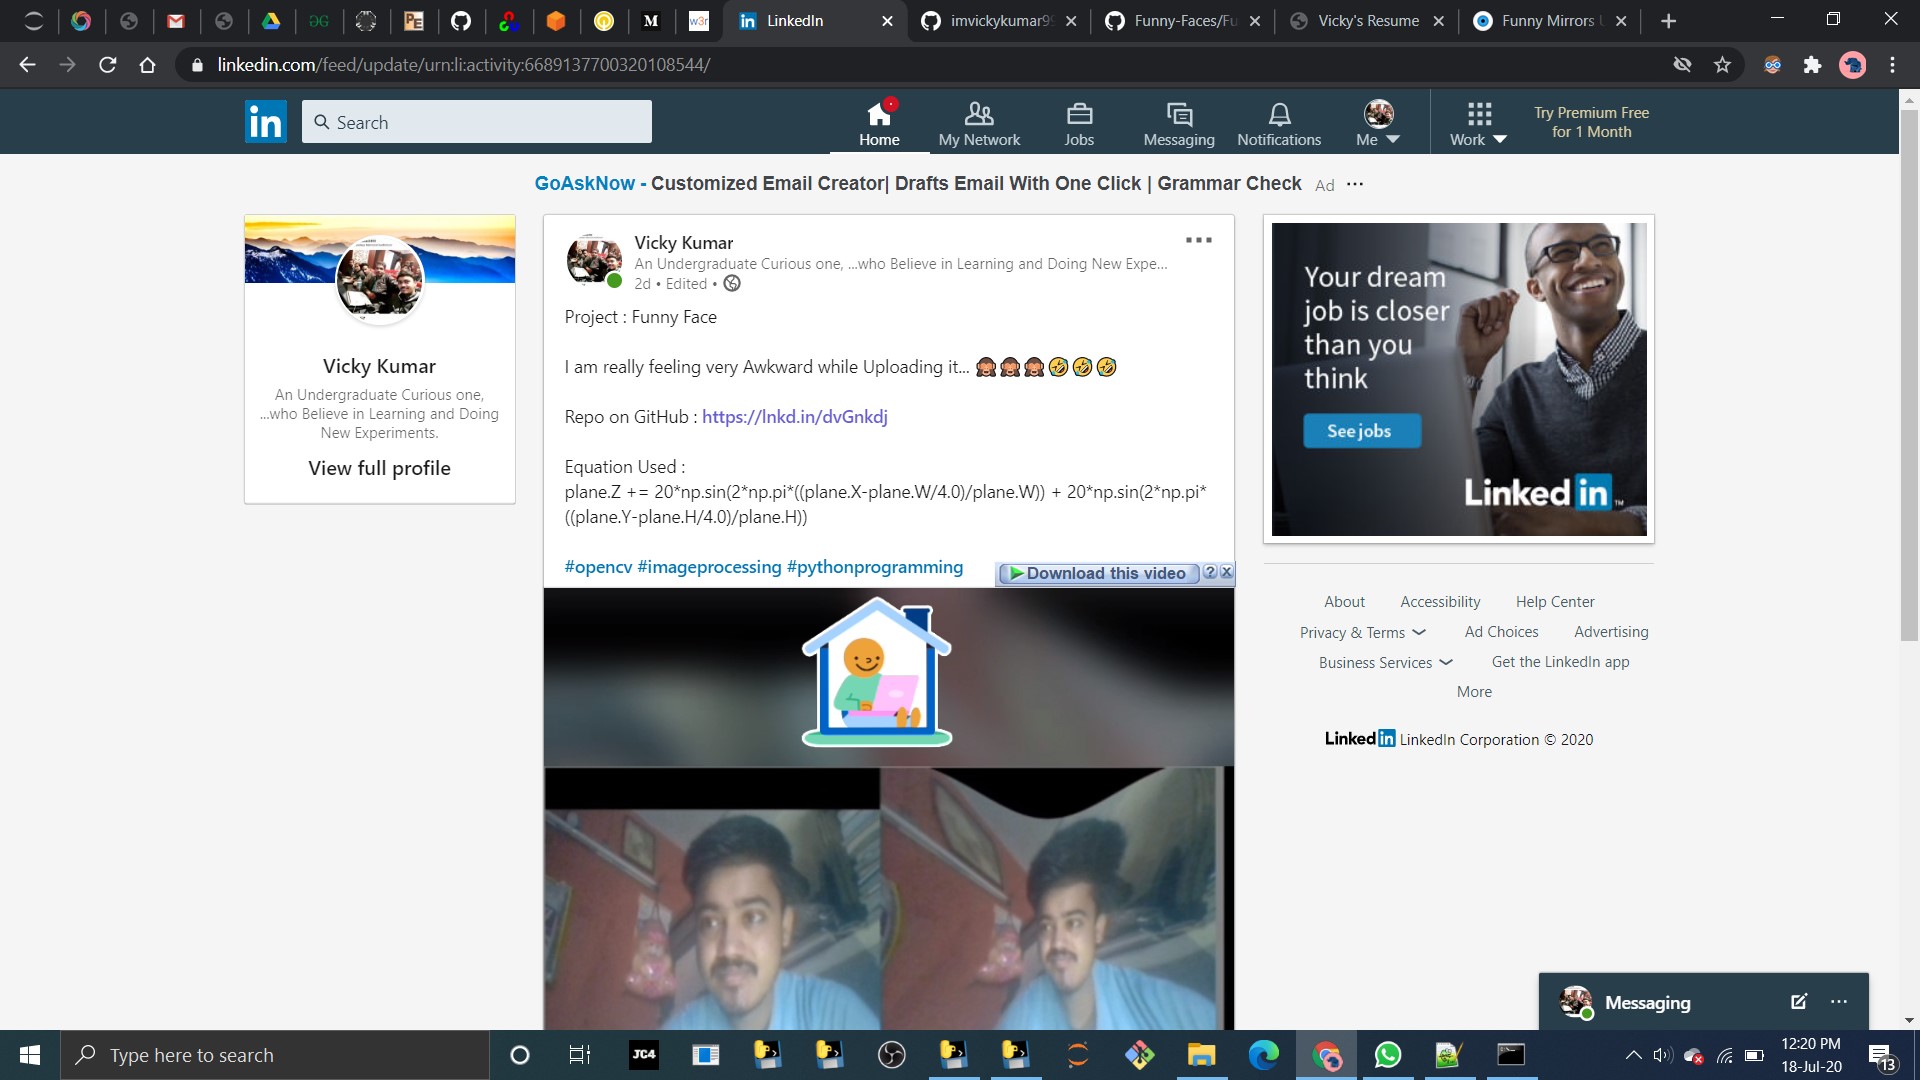 LinkedIn
imvickykumar99
Funny-Faces/Fu
Vicky's Resume
Funny Mirrors U
linkedin.com/feed/update/urn:li:activity:6689137700320108544/
in
Search
Home
My Network
Jobs
Messaging
Notifications
Me
Work
Try Premium Free
for 1 Month
GoAskNow - Customized Email Creator| Drafts Email With One Click | Grammar Check Ad ...
Vicky Kumar
An Undergraduate Curious one,
...who Believe in Learning and Doing
New Experiments.
View full profile
Vicky Kumar
An Undergraduate Curious one, ...who Believe in Learning and Doing New Expe...
2d • Edited •
Project : Funny Face
I am really feeling very Awkward while Uploading it... 🙈🙈🙈🤣🤣🤣
Repo on GitHub : https://lnkd.in/dvGnkdj
Equation Used :
plane.Z += 20*np.sin(2*np.pi*((plane.X-plane.W/4.0)/plane.W)) + 20*np.sin(2*np.pi*
((plane.Y-plane.H/4.0)/plane.H))
#opencv #imageprocessing #pythonprogramming
Download this video
?
X
Your dream
job is closer
than you
think
See jobs
Linked in
About
Accessibility
Help Center
Privacy & Terms
Ad Choices
Advertising
Business Services
Get the LinkedIn app
More
Linked in LinkedIn Corporation © 2020
Messaging
Type here to search
JC4
12:20 PM
18-Jul-20
13